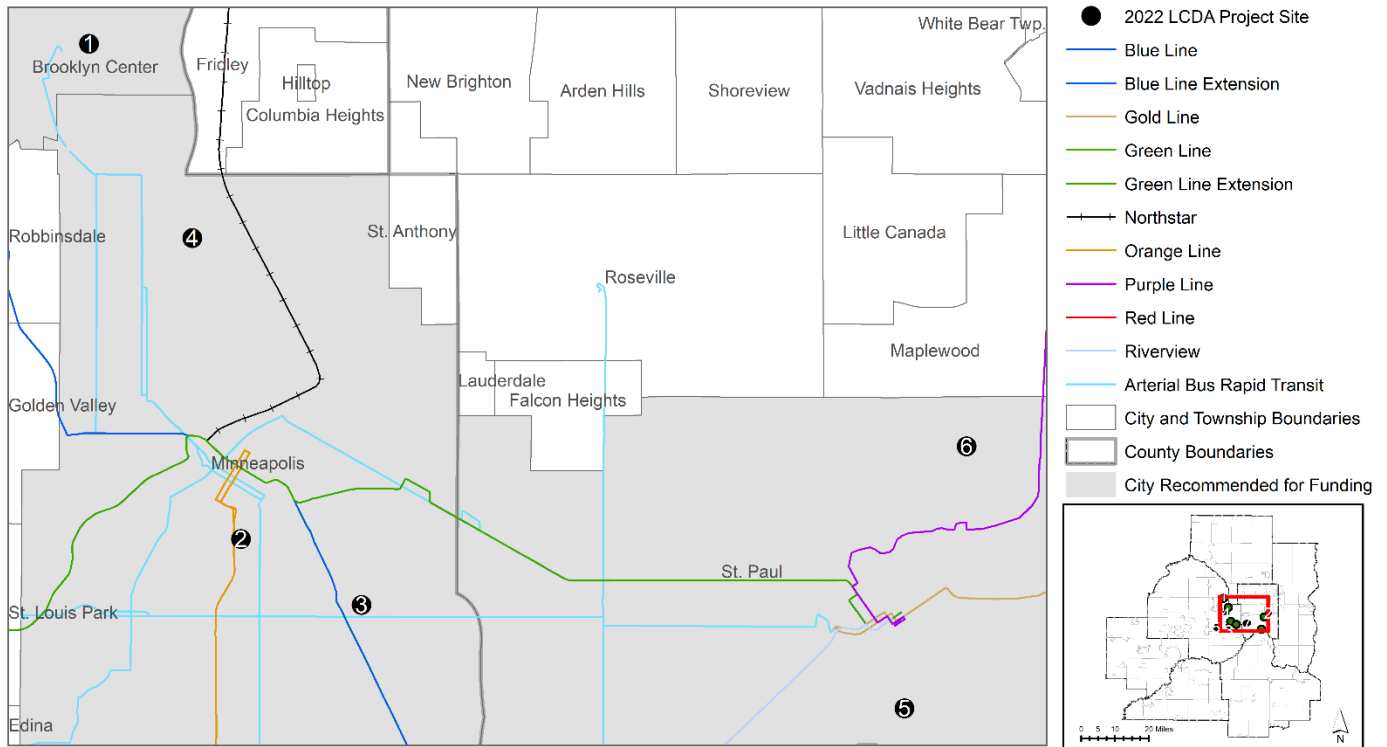 White Bear Twp.
1
Brooklyn Center
Fridley
Hilltop
Columbia Heights
New Brighton
Arden Hills
Shoreview
Vadnais Heights
Robbinsdale
4
St. Anthony
Little Canada
Roseville
Maplewood
Lauderdale
Falcon Heights
Golden Valley
Minneapolis
6
2
St. Paul
St. Louis Park
3
5
Edina
2022 LCDA Project Site
Blue Line
Blue Line Extension
Gold Line
Green Line
Green Line Extension
Northstar
Orange Line
Purple Line
Red Line
Riverview
Arterial Bus Rapid Transit
City and Township Boundaries
County Boundaries
City Recommended for Funding
0 5 10 20 Miles
N